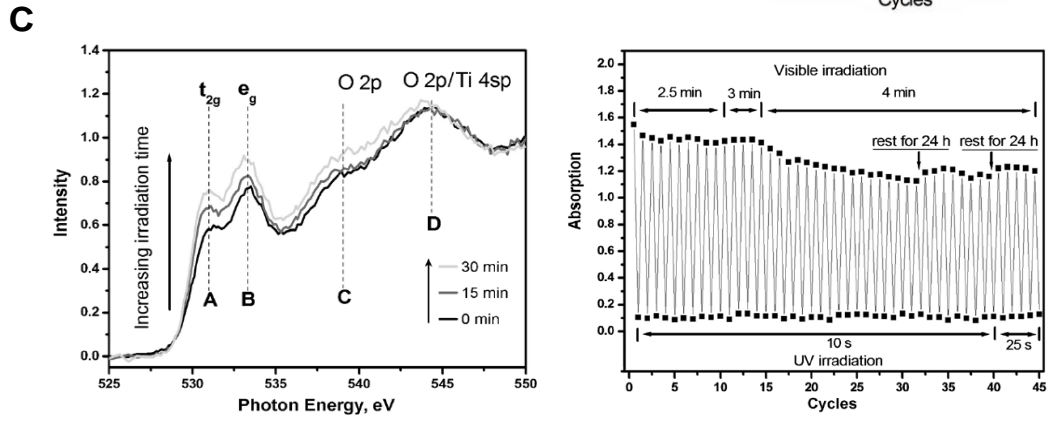 Cycles
C
1.4
1.2
1.0
0.8
0.6
0.4
0.2
0.0
525
530
535
540
545
550
Intensity
Photon Energy, eV
Increasing irradiation time
t2g
eg
O 2p
O 2p/Ti 4sp
A
B
C
D
30 min
15 min
0 min
2.0
1.8
1.6
1.4
1.2
1.0
0.8
0.6
0.4
0.2
0.0
Absorption
Visible irradiation
2.5 min
3 min
4 min
rest for 24 h
rest for 24 h
10 s
25 s
UV irradiation
0
5
10
15
20
25
30
35
40
45
Cycles